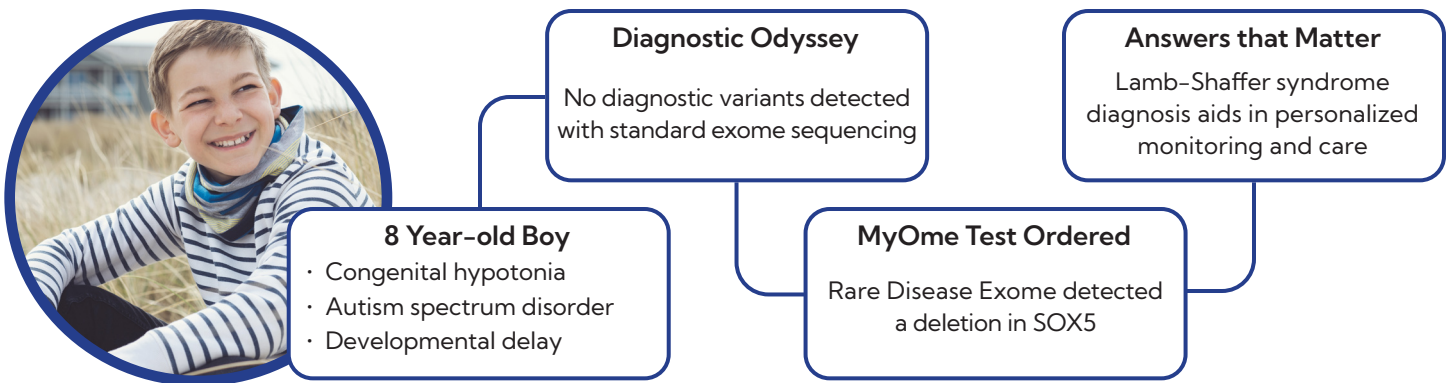 8 Year-old Boy
· Congenital hypotonia
· Autism spectrum disorder
· Developmental delay
Diagnostic Odyssey
No diagnostic variants detected
with standard exome sequencing
MyOme Test Ordered
Rare Disease Exome detected
a deletion in SOX5
Answers that Matter
Lamb-Shaffer syndrome
diagnosis aids in personalized
monitoring and care